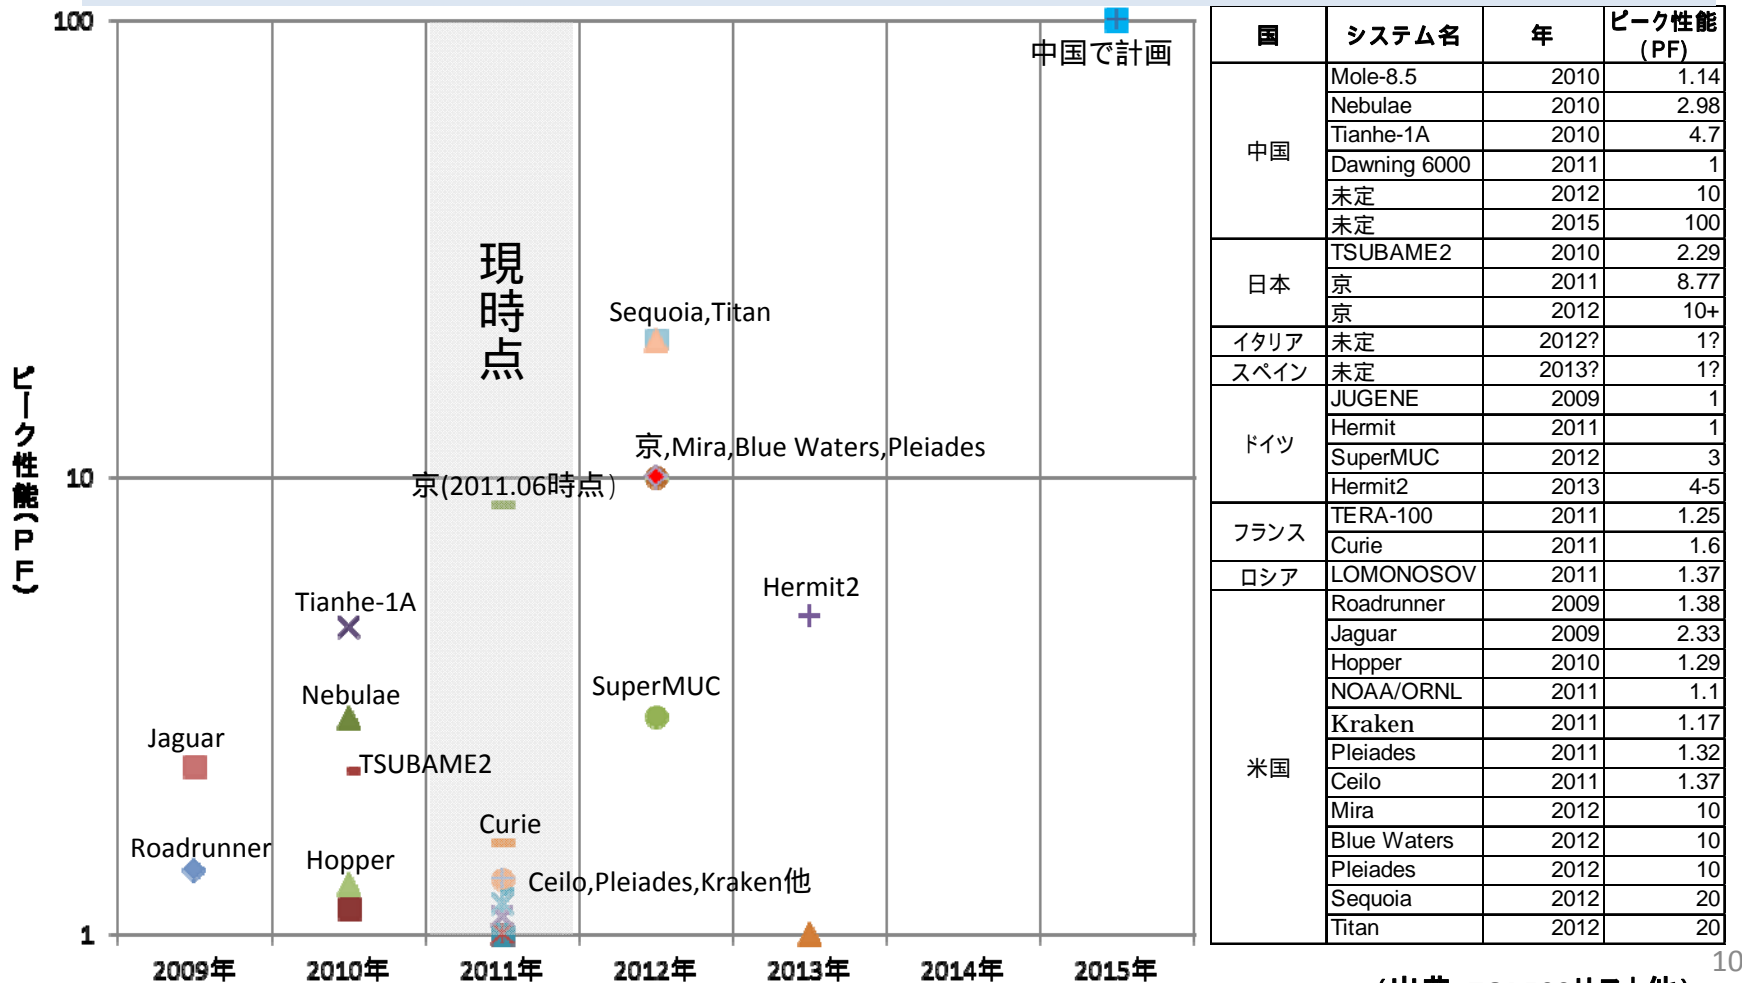 100
中国で計画
現時点
Sequoia,Titan
京,Mira,Blue Waters,Pleiades
10
京(2011.06時点)
Hermit2
Tianhe-1A
SuperMUC
Nebulae
Jaguar
TSUBAME2
Curie
Roadrunner
Hopper
Ceilo,Pleiades,Kraken他
1
ピーク性能(PF)
2009年 2010年 2011年 2012年 2013年 2014年 2015年
国 システム名 年 ピーク性能(PF)
中国 Mole-8.5 2010 1.14
Nebulae 2010 2.98
Tianhe-1A 2010 4.7
Dawning 6000 2011 1
未定 2012 10
未定 2015 100
日本 TSUBAME2 2010 2.29
京 2011 8.77
京 2012 10+
イタリア 未定 2012? 1?
スペイン 未定 2013? 1?
ドイツ JUGENE 2009 1
Hermit 2011 1
SuperMUC 2012 3
Hermit2 2013 4-5
フランス TERA-100 2011 1.25
Curie 2011 1.6
ロシア LOMONOSOV 2011 1.37
米国 Roadrunner 2009 1.38
Jaguar 2009 2.33
Hopper 2010 1.29
NOAA/ORNL 2011 1.1
Kraken 2011 1.17
Pleiades 2011 1.32
Ceilo 2011 1.37
Mira 2012 10
Blue Waters 2012 10
Pleiades 2012 10
Sequoia 2012 20
Titan 2012 20
10